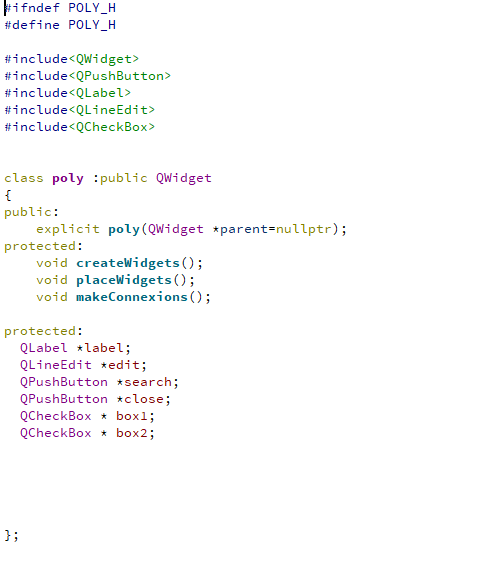 #ifndef POLY_H
#define POLY_H
#include<QWidget>
#include<QPushButton>
#include<QLabel>
#include<QLineEdit>
#include<QCheckBox>
class poly :public QWidget
{
public:
explicit poly(QWidget *parent=nullptr);
protected:
void createWidgets();
void placeWidgets();
void makeConnexions();
protected:
QLabel *label;
QLineEdit *edit;
QPushButton *search;
QPushButton *close;
QCheckBox * box1;
QCheckBox * box2;
};